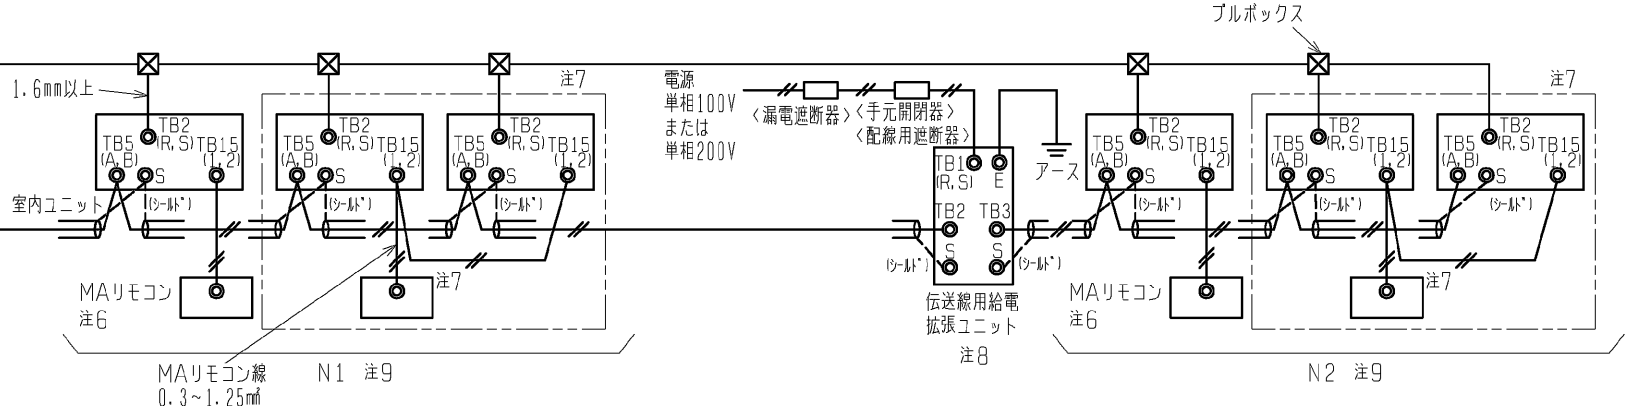 プルボックス
1.6mm以上
注7
電源
単相100V
または
単相200V
〈漏電遮断器〉
〈手元開閉器〉
〈配線用遮断器〉
注7
TB2
(R,S)
TB5
(A,B)
TB15
(1,2)
S
TB2
(R,S)
TB5
(A,B)
TB15
(1,2)
S
TB2
(R,S)
TB5
(A,B)
TB15
(1,2)
S
TB1
(R,S)
E
アース
TB2
(R,S)
TB5
(A,B)
TB15
(1,2)
S
TB2
(R,S)
TB5
(A,B)
TB15
(1,2)
S
TB2
(R,S)
TB5
(A,B)
TB15
(1,2)
S
室内ユニット
(シールド)
(シールド)
(シールド)
TB2
TB3
S
S
(シールド)
(シールド)
(シールド)
(シールド)
(シールド)
MAリモコン
注6
注7
伝送線用給電
拡張ユニット
注8
MAリモコン
注6
注7
MAリモコン線
0.3~1.25㎟
N1 注9
N2 注9